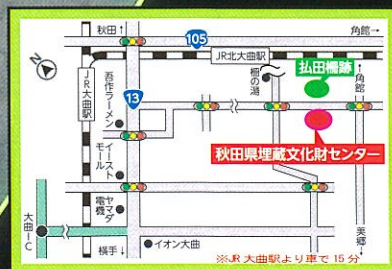 秋田↑
105
角館→
N
JR北大曲駅
払田柵跡
↑角館
JR大曲駅
吾作ラーメン
13
柵の湯
秋田県埋蔵文化財センター
イーストモール
ヤマダ電機
大曲IC
横手↓
イオン大曲
美郷↓
※JR大曲駅より車で15分